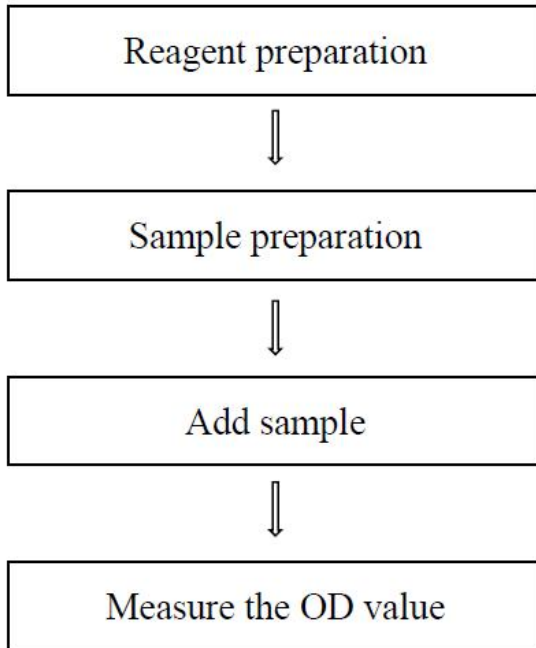 Reagent preparation
Sample preparation
Add sample
Measure the OD value